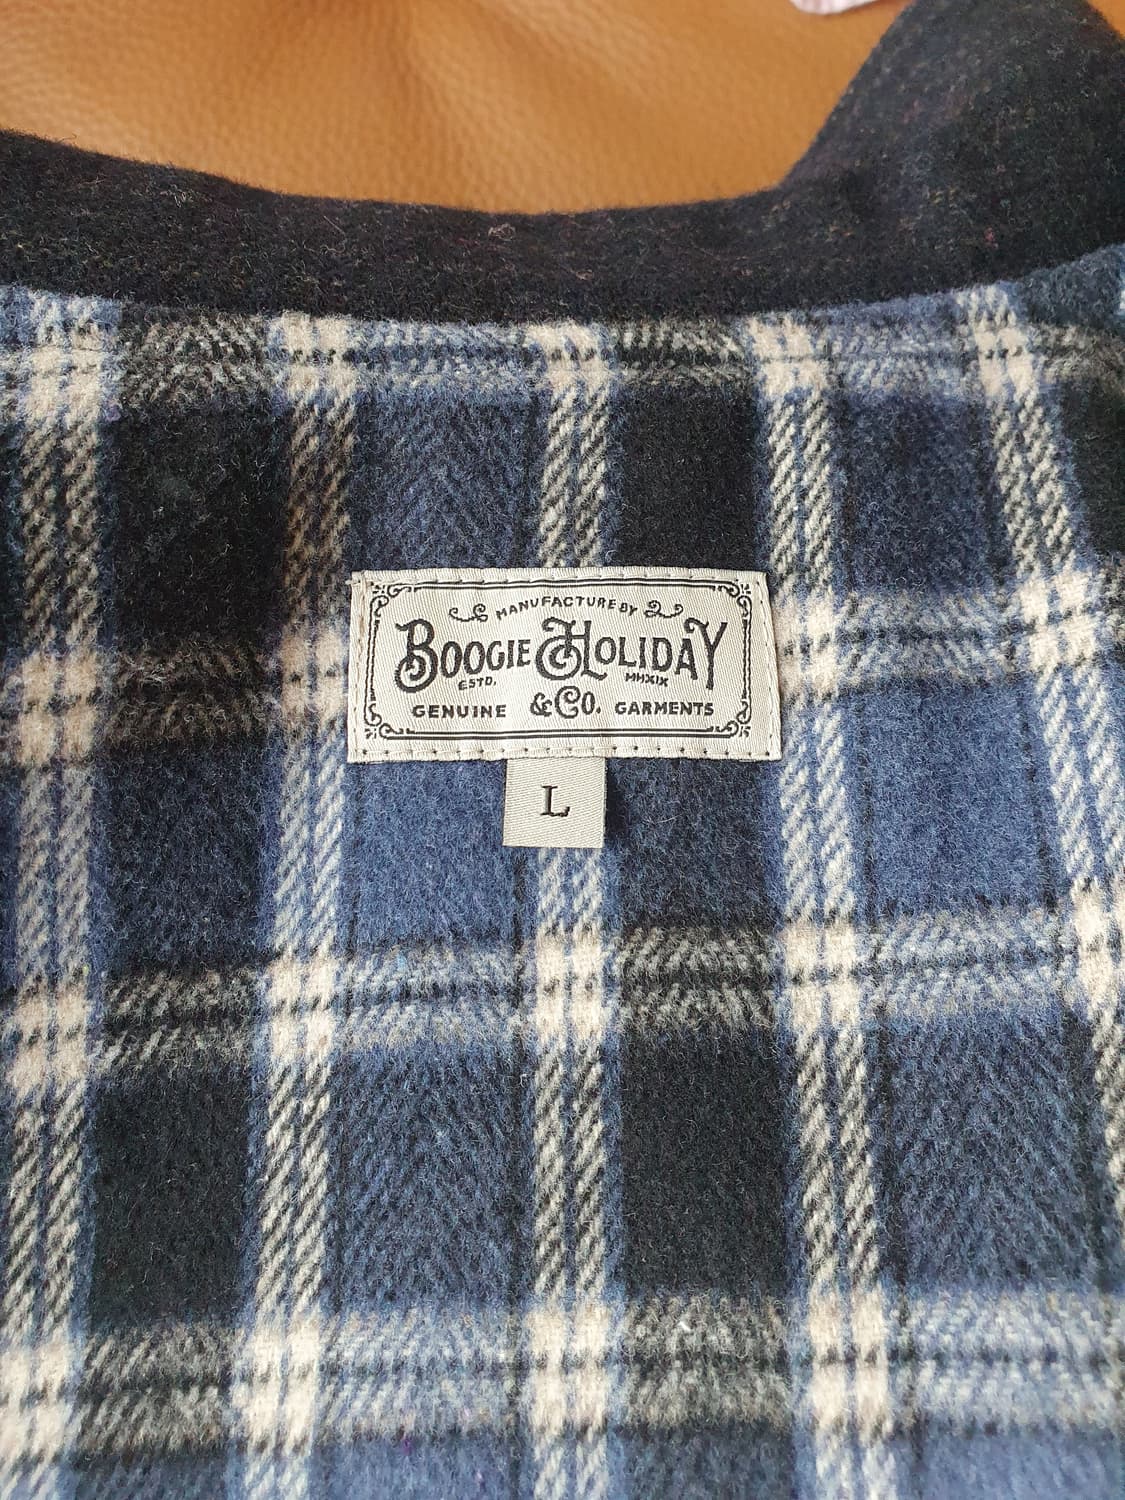 MANUFACTURE BY
BOOGIE HOLIDAY
ESTD. MMXIX
GENUINE &CO. GARMENTS
L